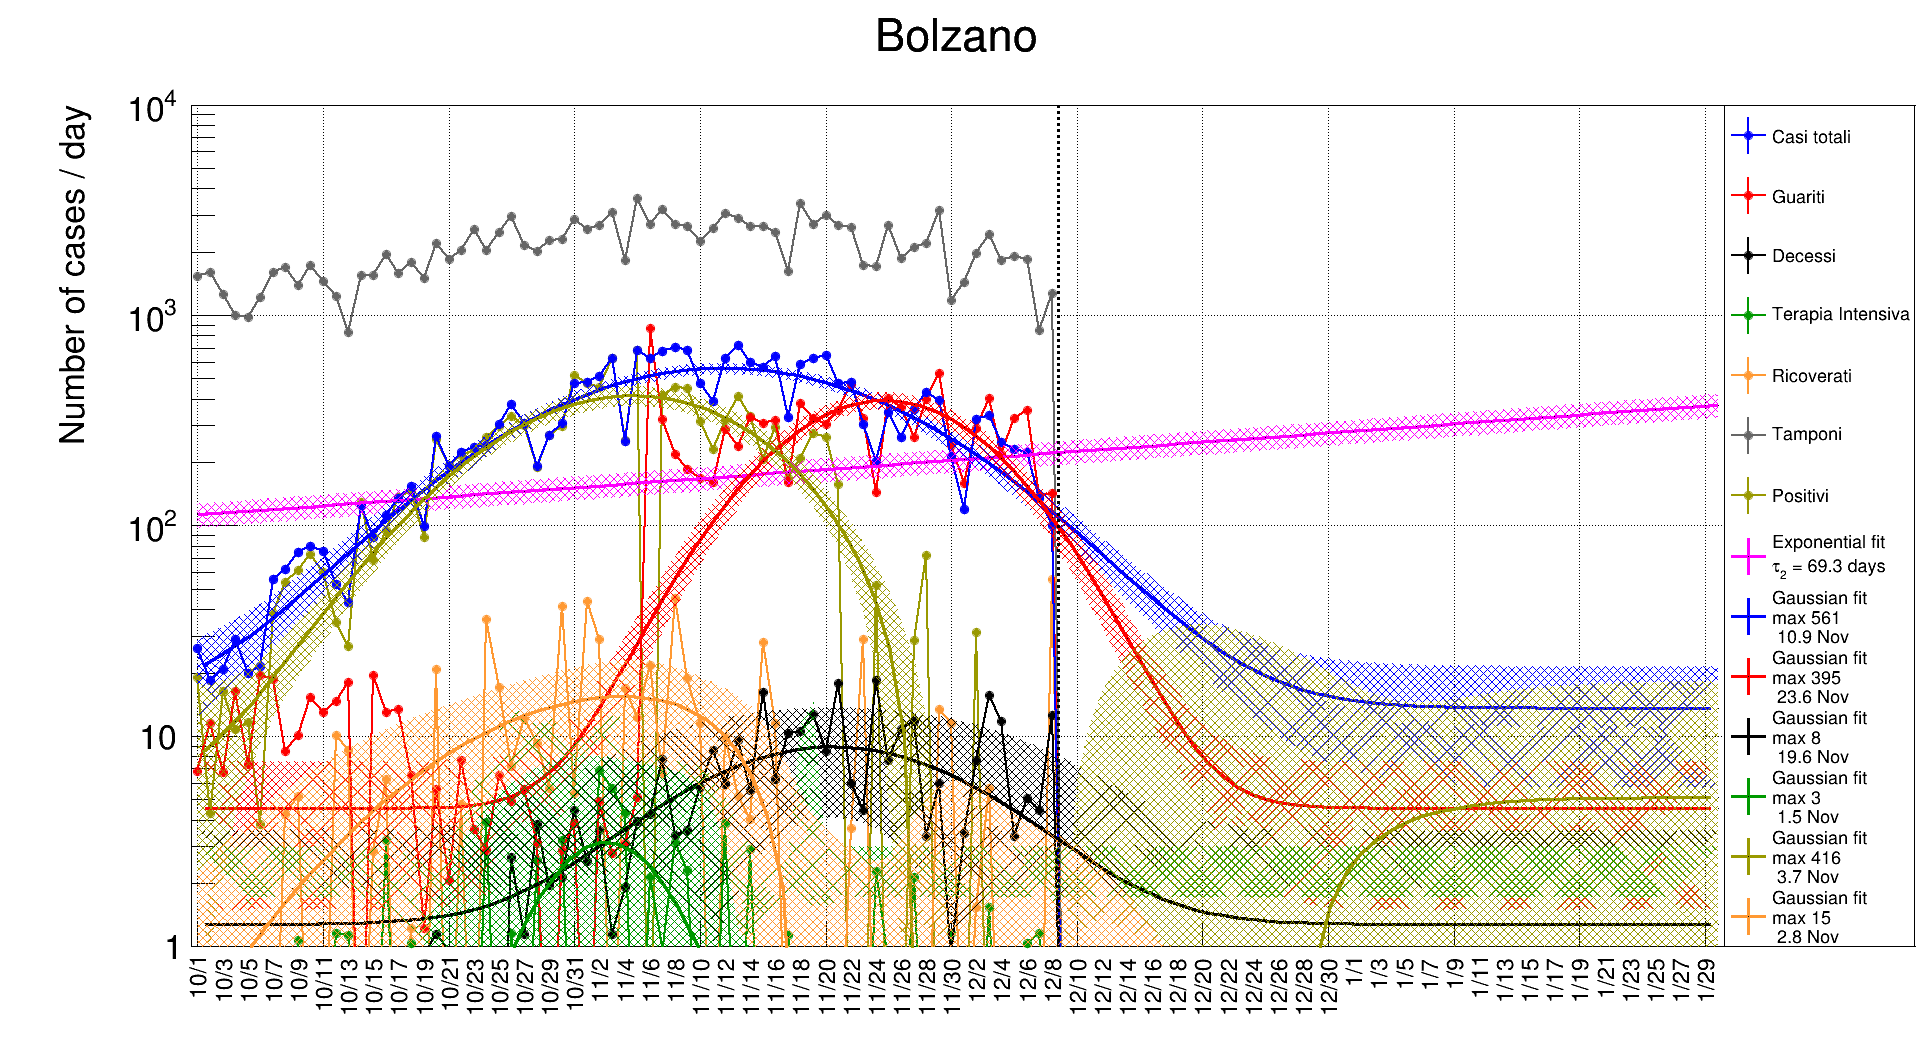 Bolzano
Number of cases / day
10^4
10^3
10^2
10
1
10/1 10/3 10/5 10/7 10/9 10/11 10/13 10/15 10/17 10/19 10/21 10/23 10/25 10/27 10/29 10/31 11/2 11/4 11/6 11/8 11/10 11/12 11/14 11/16 11/18 11/20 11/22 11/24 11/26 11/28 11/30 12/2 12/4 12/6 12/8 12/10 12/12 12/14 12/16 12/18 12/20 12/22 12/24 12/26 12/28 12/30 1/1 1/3 1/5 1/7 1/9 1/11 1/13 1/15 1/17 1/19 1/21 1/23 1/25 1/27 1/29
Casi totali
Guariti
Decessi
Terapia Intensiva
Ricoverati
Tamponi
Positivi
Exponential fit
τ₂ = 69.3 days
Gaussian fit
max 561
10.9 Nov
Gaussian fit
max 395
23.6 Nov
Gaussian fit
max 8
19.6 Nov
Gaussian fit
max 3
1.5 Nov
Gaussian fit
max 416
3.7 Nov
Gaussian fit
max 15
2.8 Nov